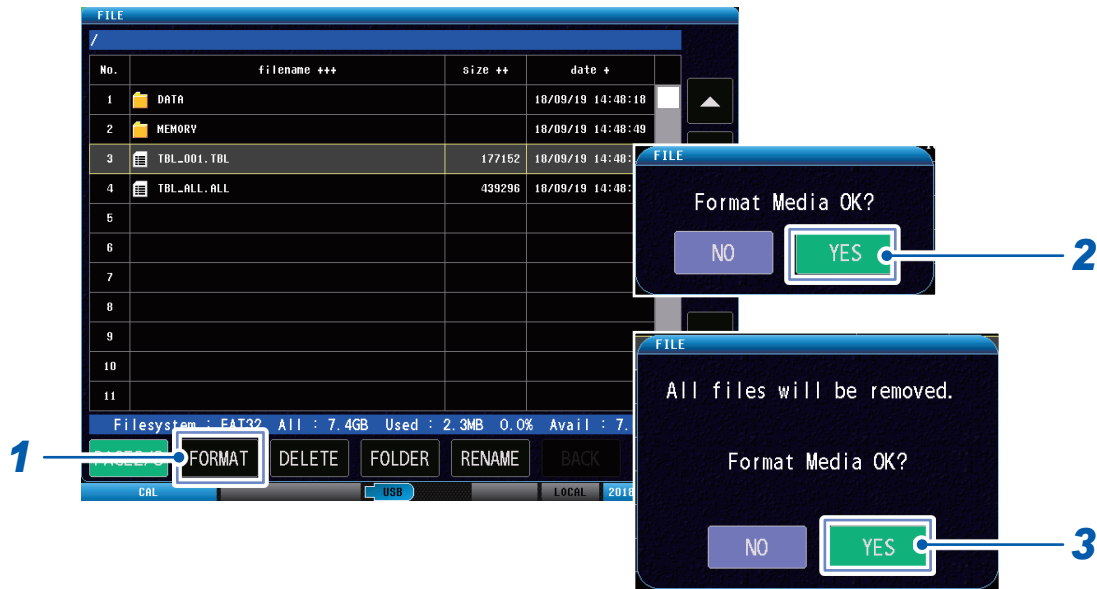 FILE
/
No. filename +++ size ++ date +
1 DATA 18/09/19 14:48:18
2 MEMORY 18/09/19 14:48:49
3 TBL_001.TBL 177152 18/09/19 14:48:
4 TBL_ALL.ALL 439296 18/09/19 14:48:
5
6
7
8
9
10
11
Filesystem : FAT32 All : 7.4GB Used : 2.3MB 0.0% Avail : 7.
FORMAT DELETE FOLDER RENAME BACK
CAL USB LOCAL 2018
1
FILE
Format Media OK?
NO YES
2
FILE
All files will be removed.
Format Media OK?
NO YES
3